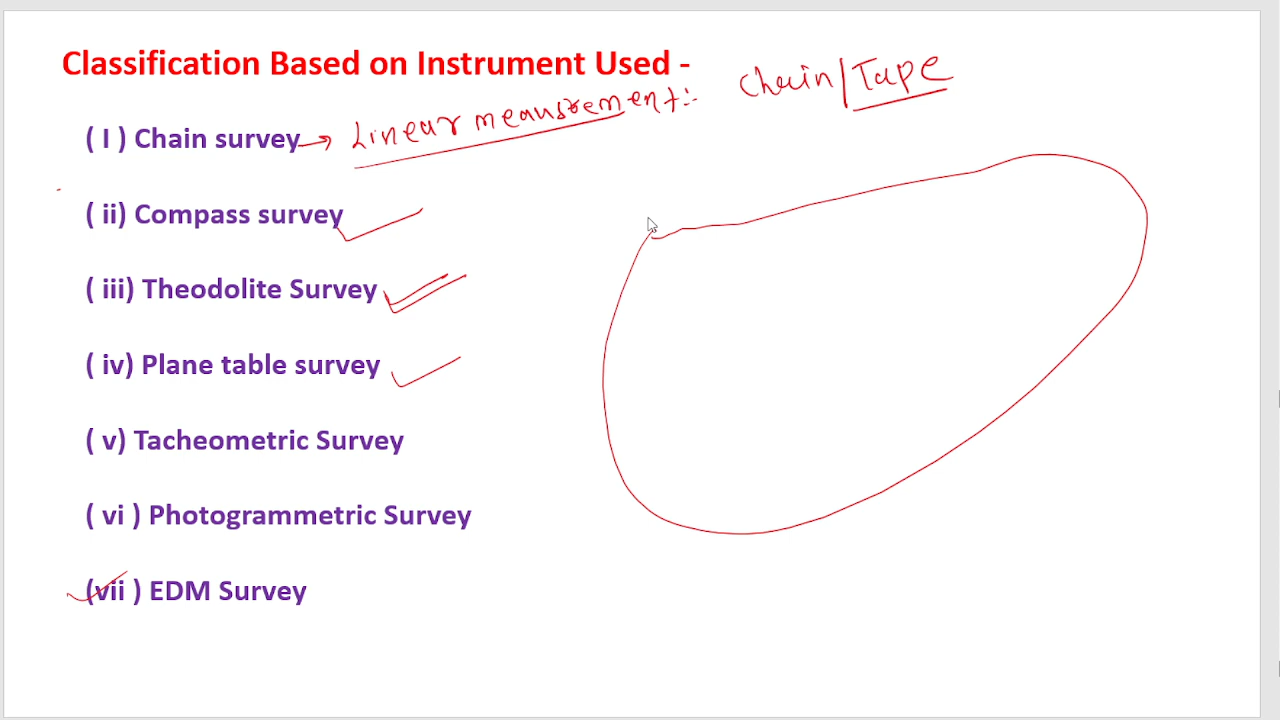 Classification Based on Instrument Used -
Chain/Tape
( I ) Chain survey → Linear meausrement :-
( ii) Compass survey
( iii) Theodolite Survey
( iv) Plane table survey
( v) Tacheometric Survey
( vi ) Photogrammetric Survey
(vii ) EDM Survey